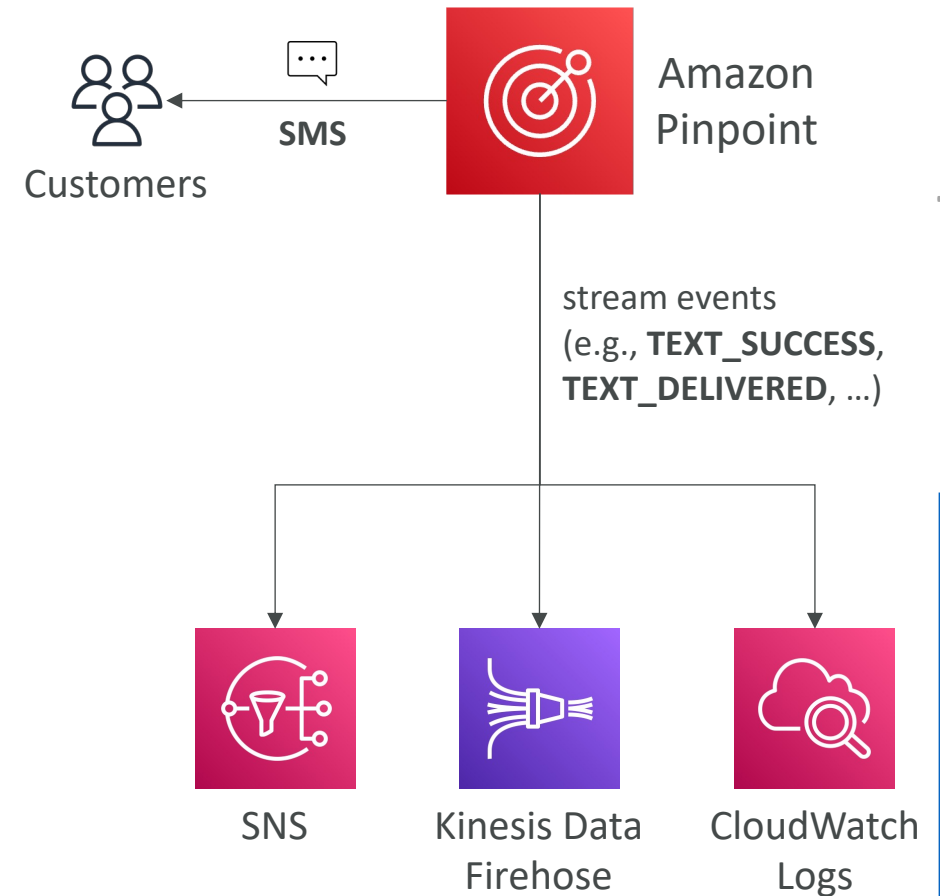 Amazon
Pinpoint
SMS
Customers
stream events
(e.g., TEXT_SUCCESS,
TEXT_DELIVERED, ...)
SNS
Kinesis Data
Firehose
CloudWatch
Logs